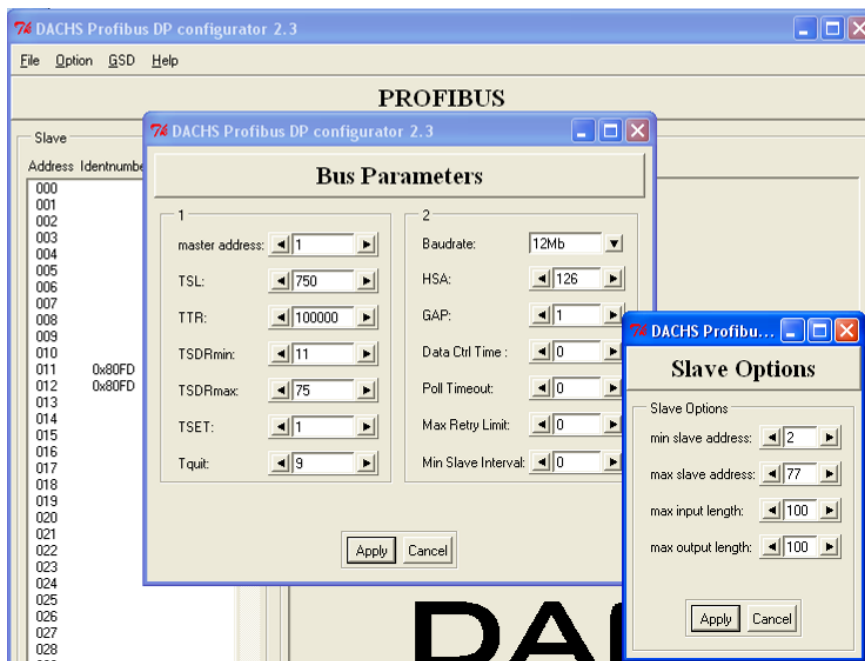 DACHS Profibus DP configurator 2.3
File Option GSD Help
PROFIBUS
Slave
Address Identnumbe
000
001
002
003
004
005
006
007
008
009
010
011 0x80FD
012 0x80FD
013
014
015
016
017
018
019
020
021
022
023
024
025
026
027
028
DACHS Profibus DP configurator 2.3
Bus Parameters
1
master address: 1
TSL: 750
TTR: 100000
TSDRmin: 11
TSDRmax: 75
TSET: 1
Tquit: 9
2
Baudrate: 12Mb
HSA: 126
GAP: 1
Data Ctrl Time : 0
Poll Timeout: 0
Max Retry Limit: 0
Min Slave Interval: 0
Apply Cancel
DACHS Profibu...
Slave Options
Slave Options
min slave address: 2
max slave address: 77
max input length: 100
max output length: 100
Apply Cancel